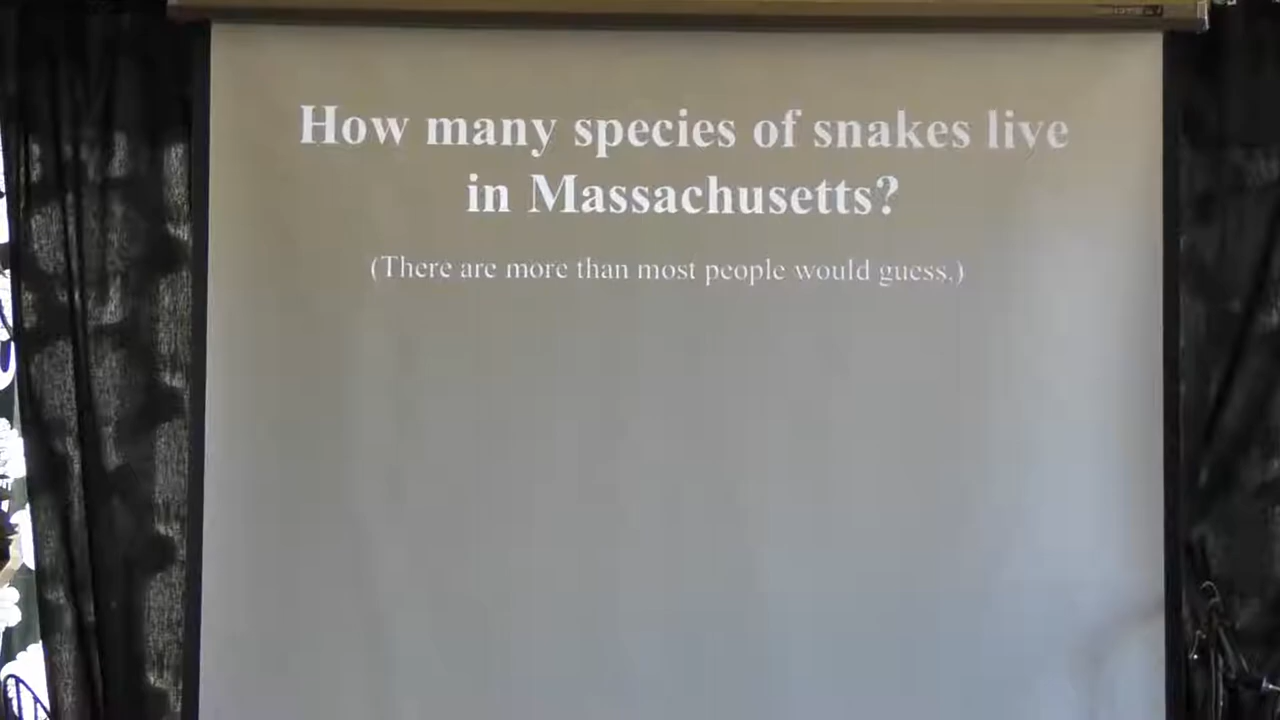 How many species of snakes live
in Massachusetts?
(There are more than most people would guess.)